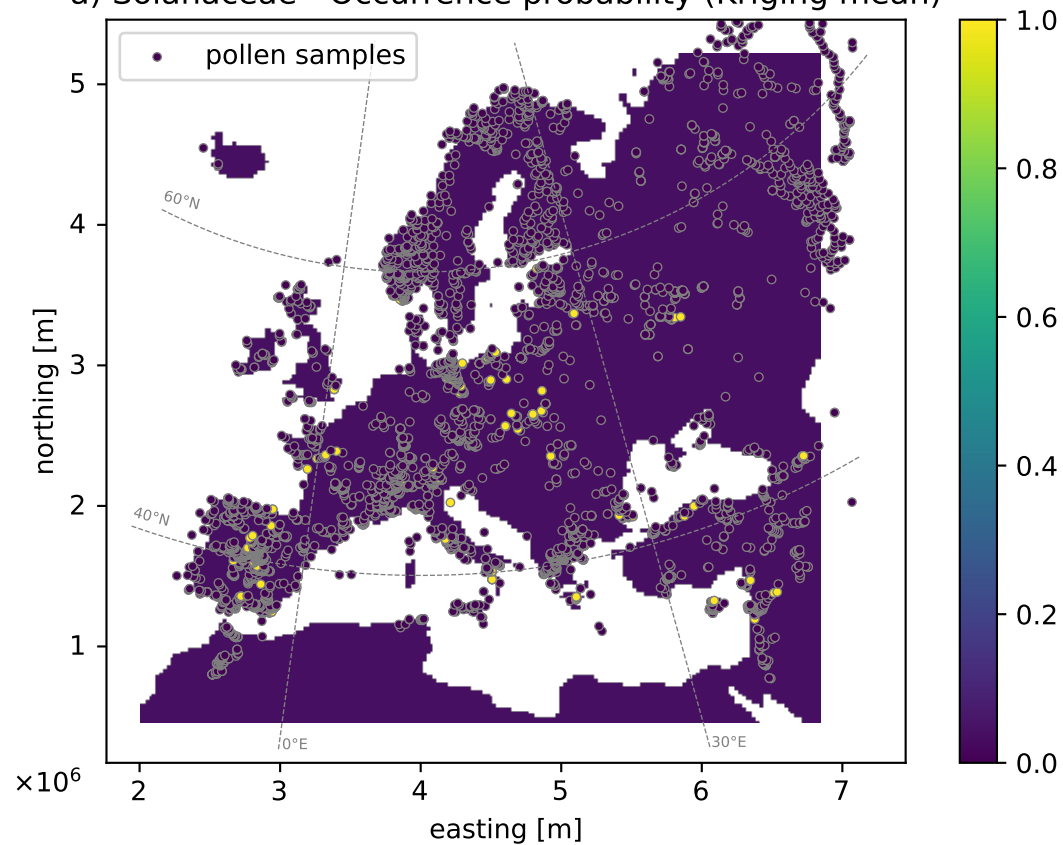 a) Solanaceae - Occurrence probability (Kriging mean)
pollen samples
60°N
40°N
0°E
30°E
5
4
3
2
1
northing [m]
×10⁶
2
3
4
5
6
7
easting [m]
1.0
0.8
0.6
0.4
0.2
0.0